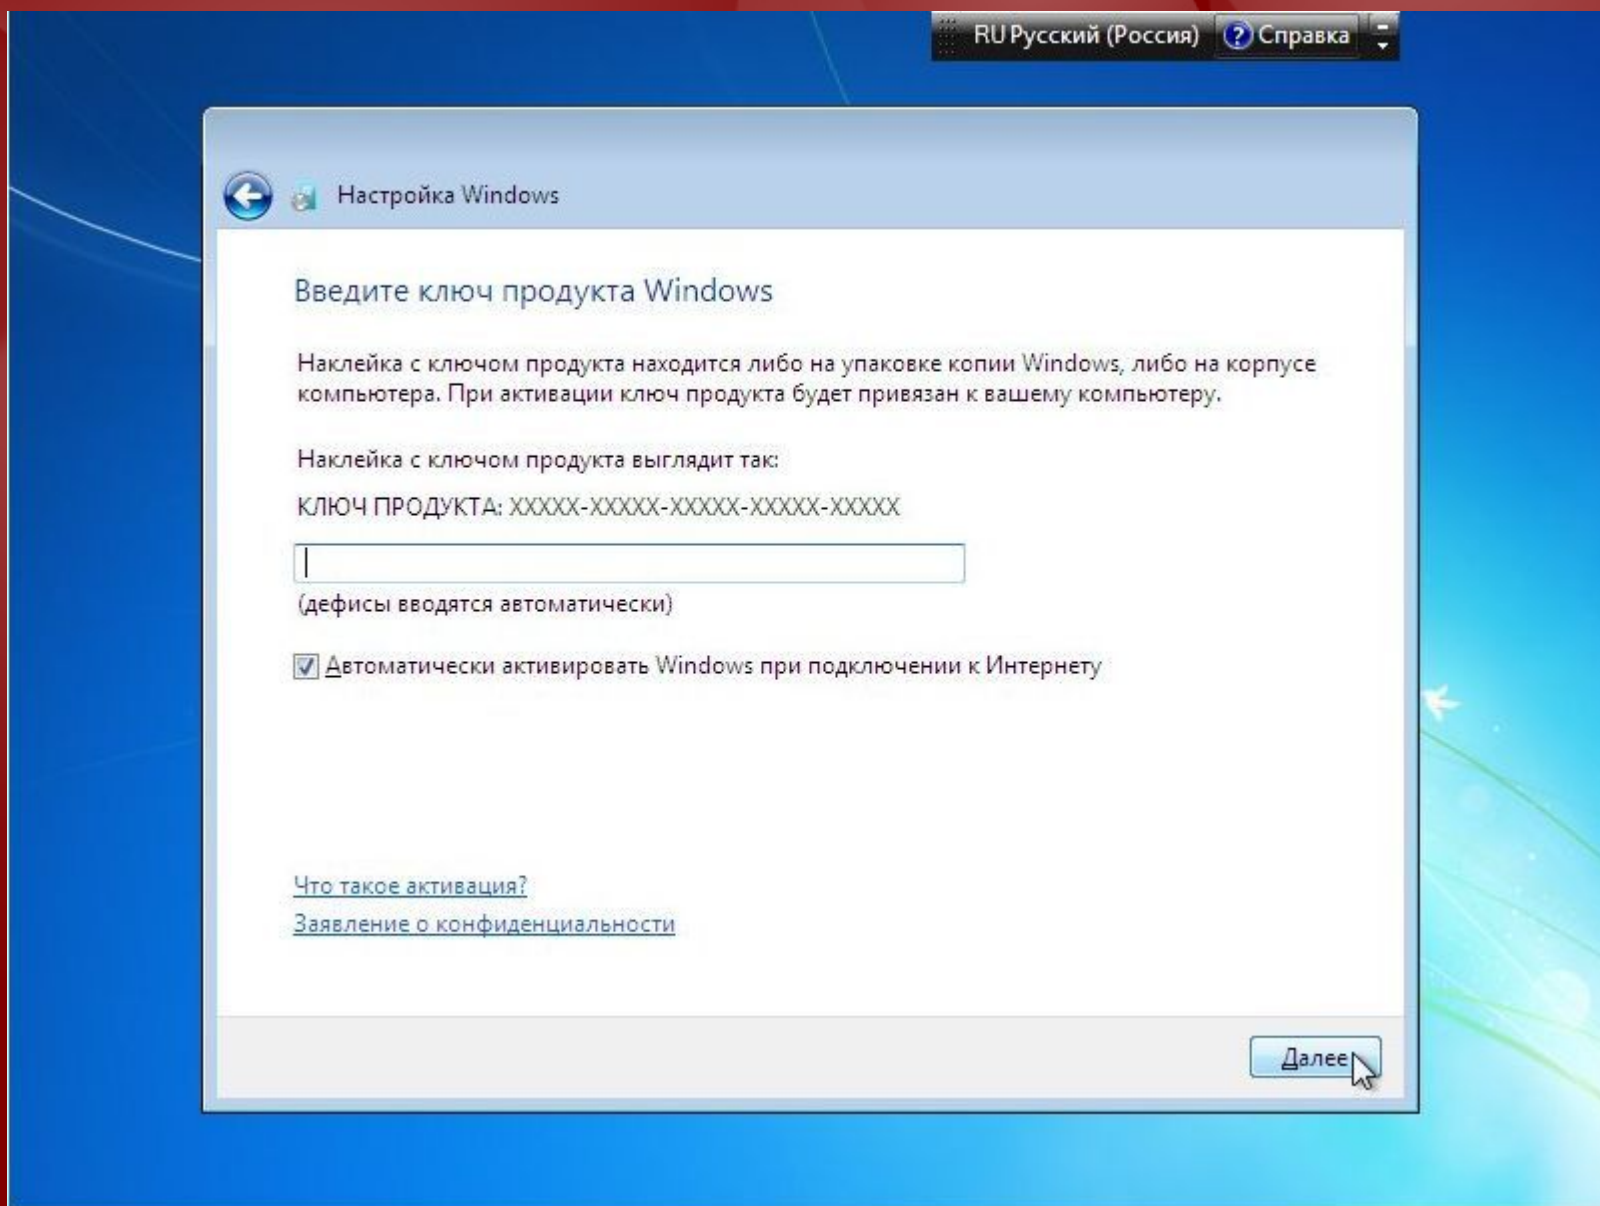 RU Русский (Россия) ? Справка
Настройка Windows
Введите ключ продукта Windows
Наклейка с ключом продукта находится либо на упаковке копии Windows, либо на корпусе
компьютера. При активации ключ продукта будет привязан к вашему компьютеру.
Наклейка с ключом продукта выглядит так:
КЛЮЧ ПРОДУКТА: XXXXX-XXXXX-XXXXX-XXXXX-XXXXX
(дефисы вводятся автоматически)
Автоматически активировать Windows при подключении к Интернету
Что такое активация?
Заявление о конфиденциальности
Далее